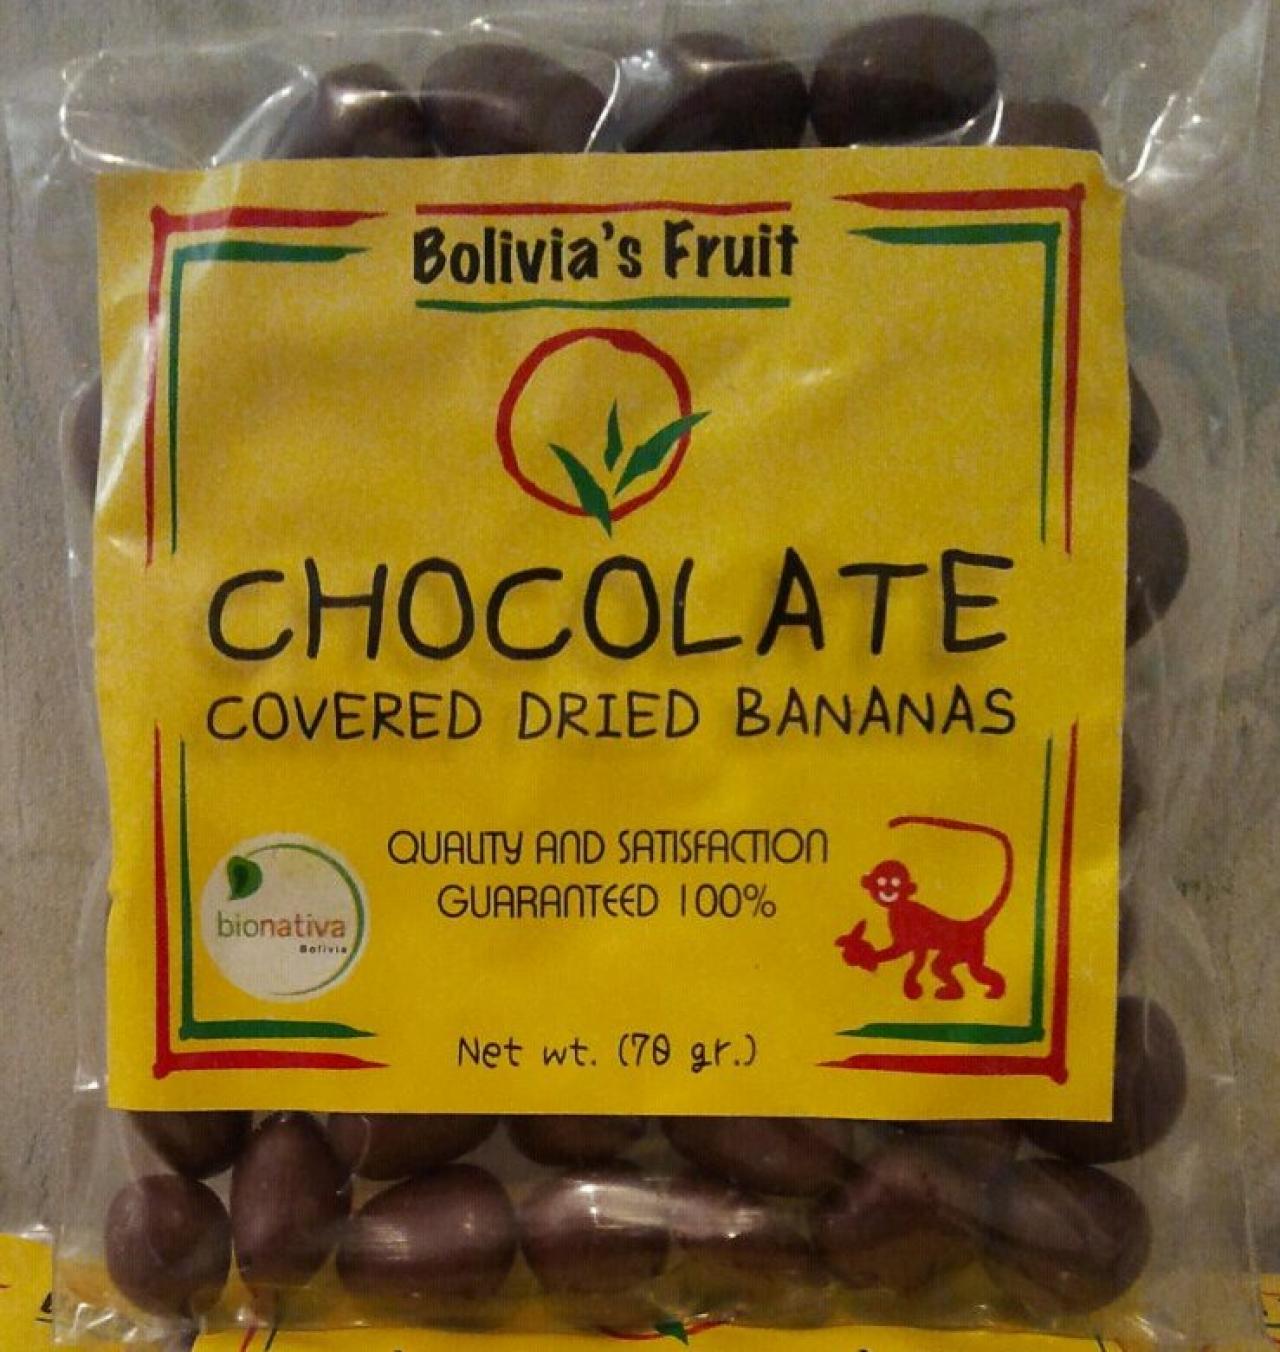 Bolivia's Fruit
CHOCOLATE
COVERED DRIED BANANAS
QUALITY AND SATISFACTION
GUARANTEED 100%
bionativa
Bolivia
Net wt. (70 gr.)